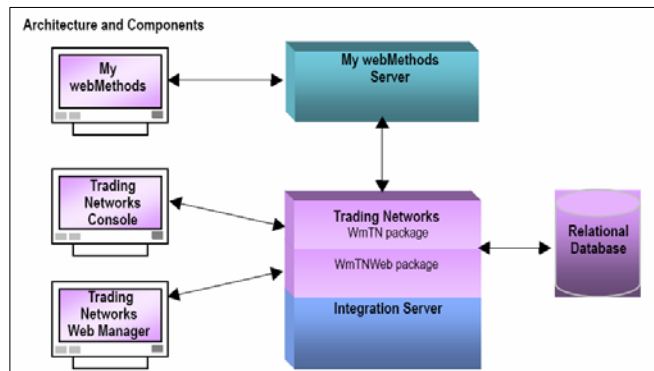 Architecture and Components
My
webMethods
My webMethods
Server
Trading
Networks
Console
Trading Networks
WmTN package
WmTNWeb package
Integration Server
Relational
Database
Trading
Networks
Web Manager